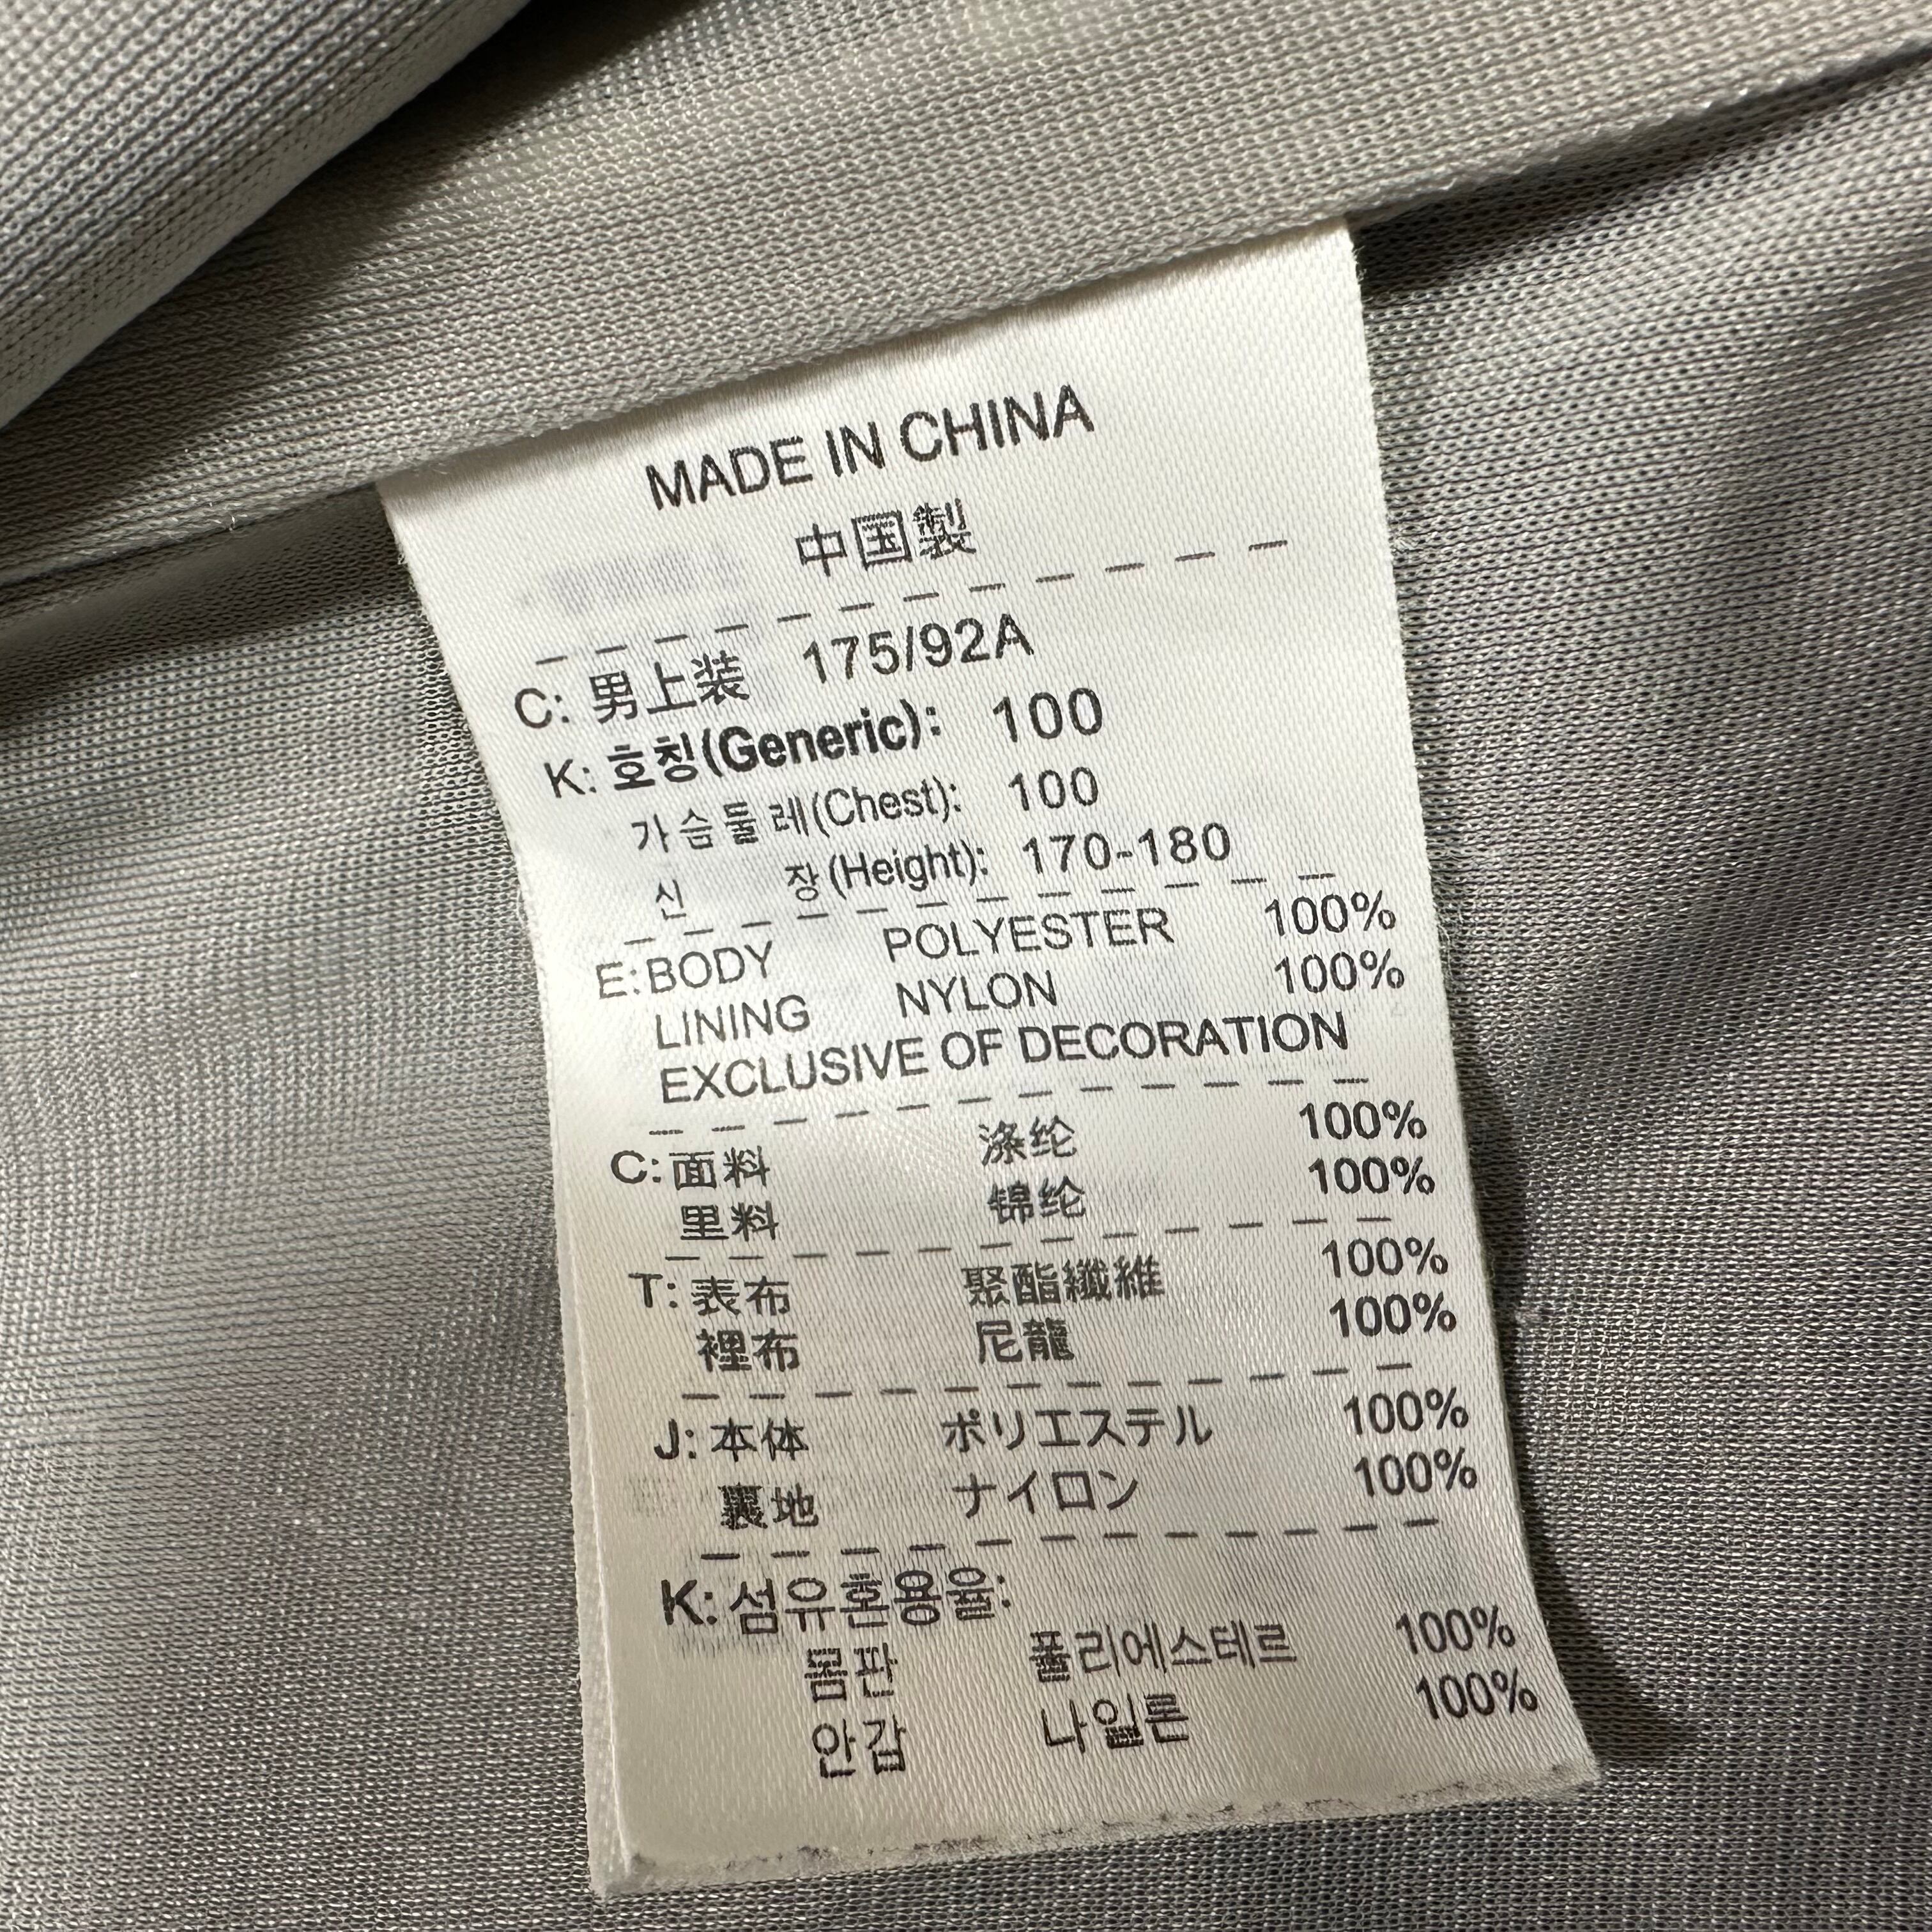 MADE IN CHINA
中国製
C: 男上装 175/92A
K: 호칭(Generic): 100
가슴둘레(Chest): 100
신 장(Height): 170-180
E: BODY POLYESTER 100%
LINING NYLON 100%
EXCLUSIVE OF DECORATION
C: 面料 涤纶 100%
里料 锦纶 100%
T: 表布 聚酯纖維 100%
裡布 尼龍 100%
J: 本体 ポリエステル 100%
裏地 ナイロン 100%
K: 섬유혼용율:
몸판 폴리에스테르 100%
안감 나일론 100%